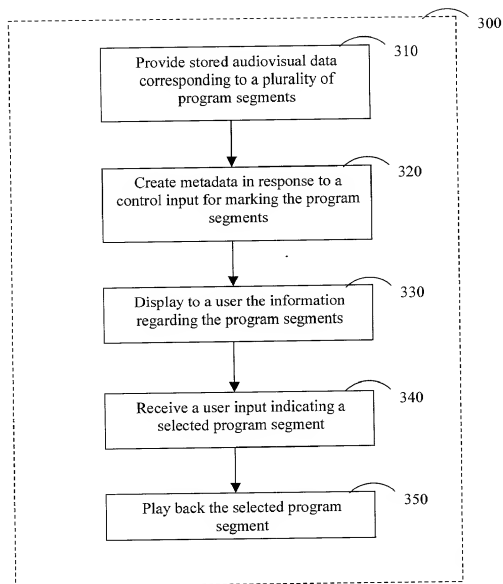 300
310
Provide stored audiovisual data
corresponding to a plurality of
program segments
320
Create metadata in response to a
control input for marking the program
segments
330
Display to a user the information
regarding the program segments
340
Receive a user input indicating a
selected program segment
350
Play back the selected program
segment